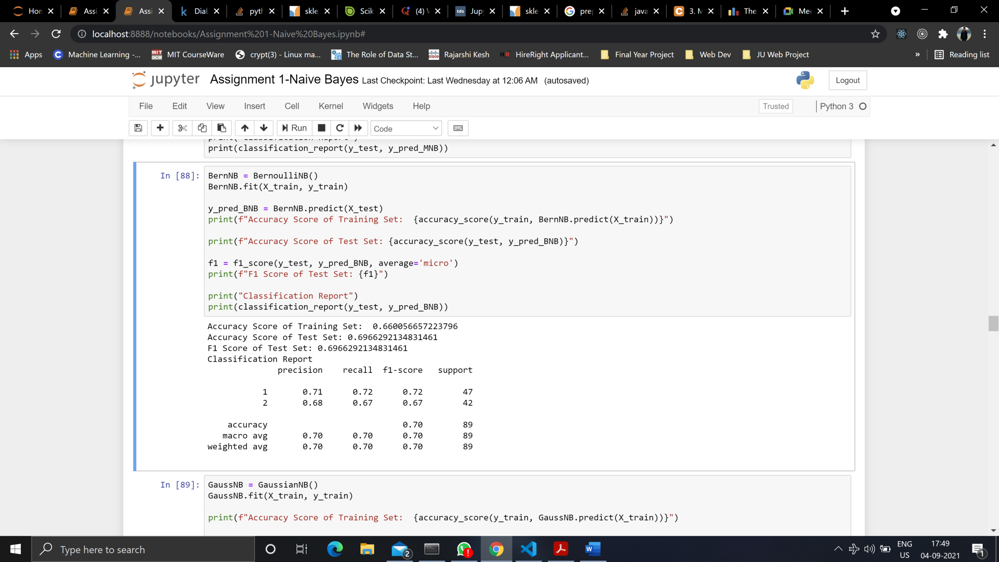 Hon
Assi
Assi
Dial
pyth
skle
Scik
(4)
tds
Jupy
skle
prep
java
3. M
The
Mee
localhost:8888/notebooks/Assignment%201-Naive%20Bayes.ipynb#
Apps
Machine Learning -...
MIT CourseWare
crypt(3) - Linux ma...
The Role of Data St...
Rajarshi Kesh
HireRight Applicant...
Final Year Project
Web Dev
JU Web Project
»
Reading list
jupyter
Assignment 1-Naive Bayes Last Checkpoint: Last Wednesday at 12:06 AM (autosaved)
Logout
File Edit View Insert Cell Kernel Widgets Help
Trusted
Python 3
Run
Code
print("Classification Report")
print(classification_report(y_test, y_pred_MNB))
In [88]:
BernNB = BernoulliNB()
BernNB.fit(X_train, y_train)
y_pred_BNB = BernNB.predict(X_test)
print(f"Accuracy Score of Training Set:  {accuracy_score(y_train, BernNB.predict(X_train))}")
print(f"Accuracy Score of Test Set: {accuracy_score(y_test, y_pred_BNB)}")
f1 = f1_score(y_test, y_pred_BNB, average='micro')
print(f"F1 Score of Test Set: {f1}")
print("Classification Report")
print(classification_report(y_test, y_pred_BNB))
Accuracy Score of Training Set:  0.660056657223796
Accuracy Score of Test Set: 0.6966292134831461
F1 Score of Test Set: 0.6966292134831461
Classification Report
precision recall f1-score support
1 0.71 0.72 0.72 47
2 0.68 0.67 0.67 42
accuracy 0.70 89
macro avg 0.70 0.70 0.70 89
weighted avg 0.70 0.70 0.70 89
In [89]:
GaussNB = GaussianNB()
GaussNB.fit(X_train, y_train)
print(f"Accuracy Score of Training Set:  {accuracy_score(y_train, GaussNB.predict(X_train))}")
Type here to search
2
ENG
US
17:49
04-09-2021
1